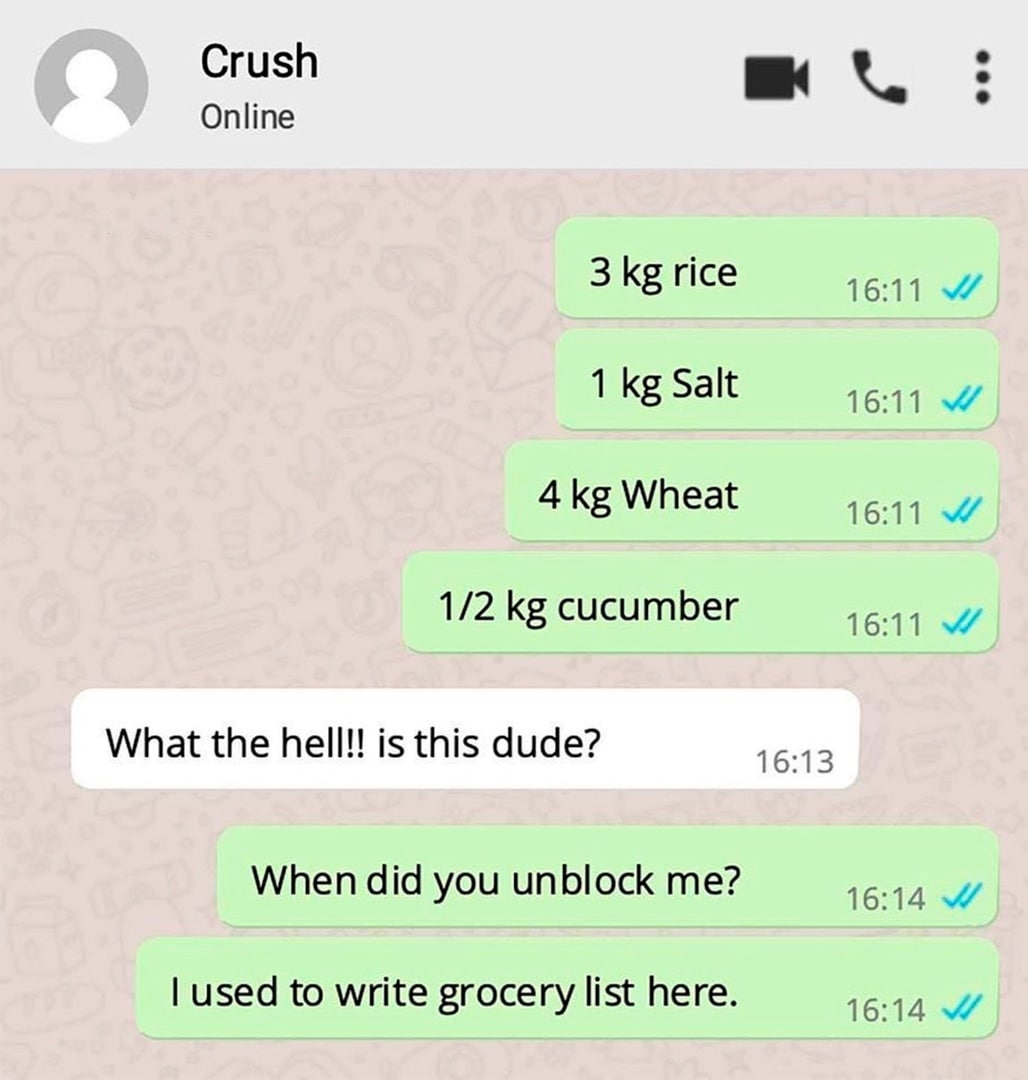 Crush
Online
3 kg rice 16:11
1 kg Salt 16:11
4 kg Wheat 16:11
1/2 kg cucumber 16:11
What the hell!! is this dude? 16:13
When did you unblock me? 16:14
I used to write grocery list here. 16:14